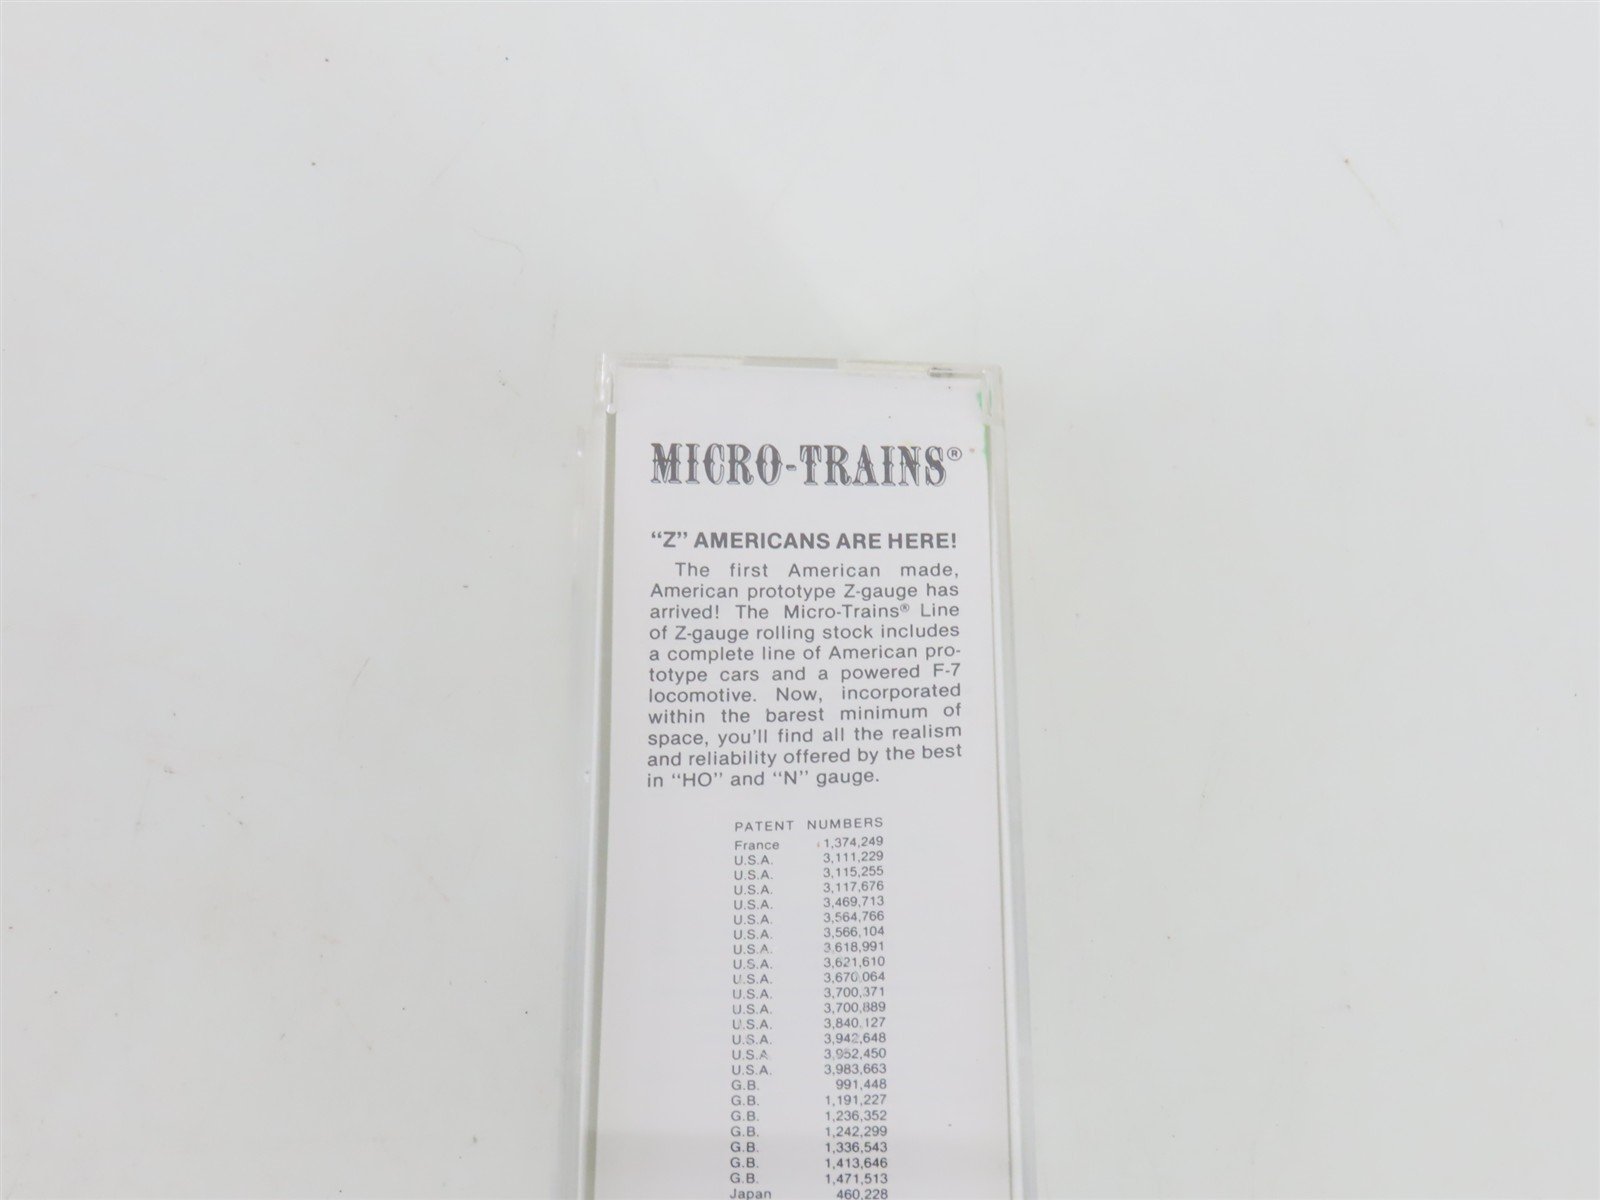 MICRO-TRAINS®
“Z” AMERICANS ARE HERE!
The first American made,
American prototype Z-gauge has
arrived! The Micro-Trains® Line
of Z-gauge rolling stock includes
a complete line of American pro-
totype cars and a powered F-7
locomotive. Now, incorporated
within the barest minimum of
space, you’ll find all the realism
and reliability offered by the best
in “HO” and “N” gauge.
PATENT NUMBERS
France 1,374,249
U.S.A. 3,111,229
U.S.A. 3,115,255
U.S.A. 3,117,676
U.S.A. 3,469,713
U.S.A. 3,564,766
U.S.A. 3,566,104
U.S.A. 3,618,991
U.S.A. 3,621,610
U.S.A. 3,670,064
U.S.A. 3,700,371
U.S.A. 3,700,889
U.S.A. 3,840,127
U.S.A. 3,942,648
U.S.A. 3,952,450
U.S.A. 3,983,663
G.B. 991,448
G.B. 1,191,227
G.B. 1,236,352
G.B. 1,242,299
G.B. 1,336,543
G.B. 1,413,646
G.B. 1,471,513
Japan 460,228